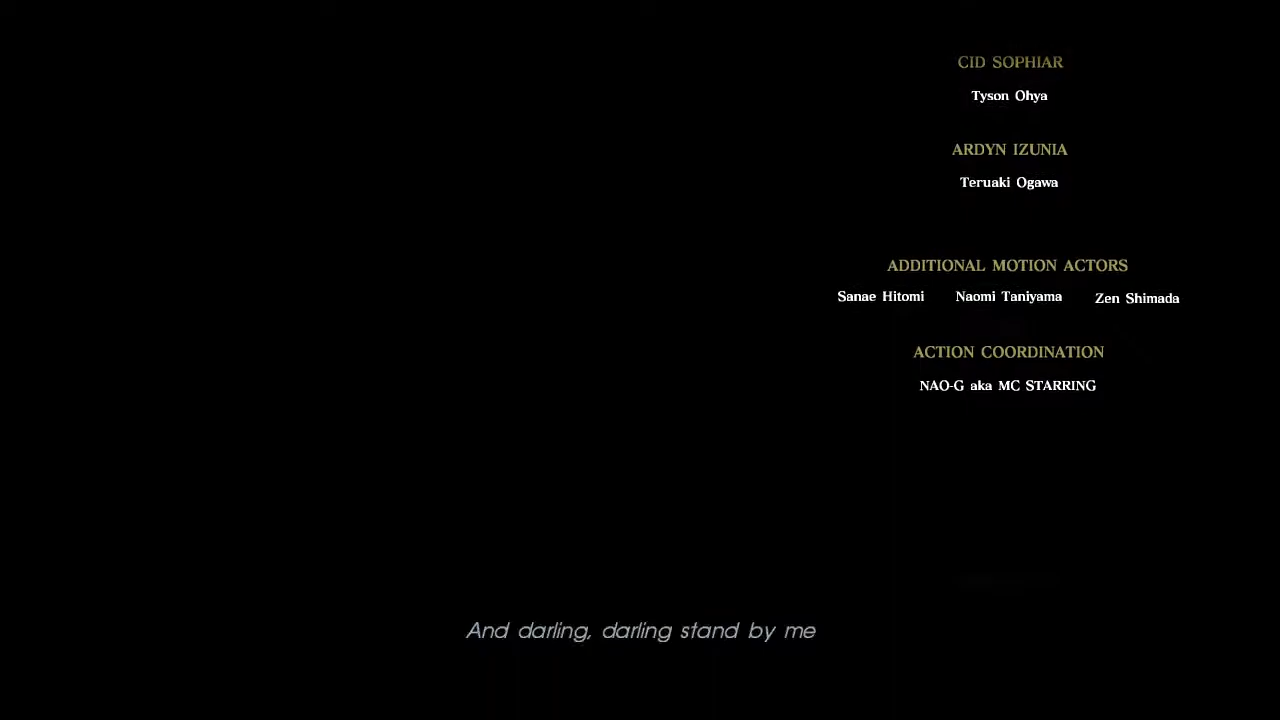 CID SOPHIAR
Tyson Ohya
ARDYN IZUNIA
Teruaki Ogawa
ADDITIONAL MOTION ACTORS
Sanae Hitomi Naomi Taniyama Zen Shimada
ACTION COORDINATION
NAO-G aka MC STARRING
And darling, darling stand by me